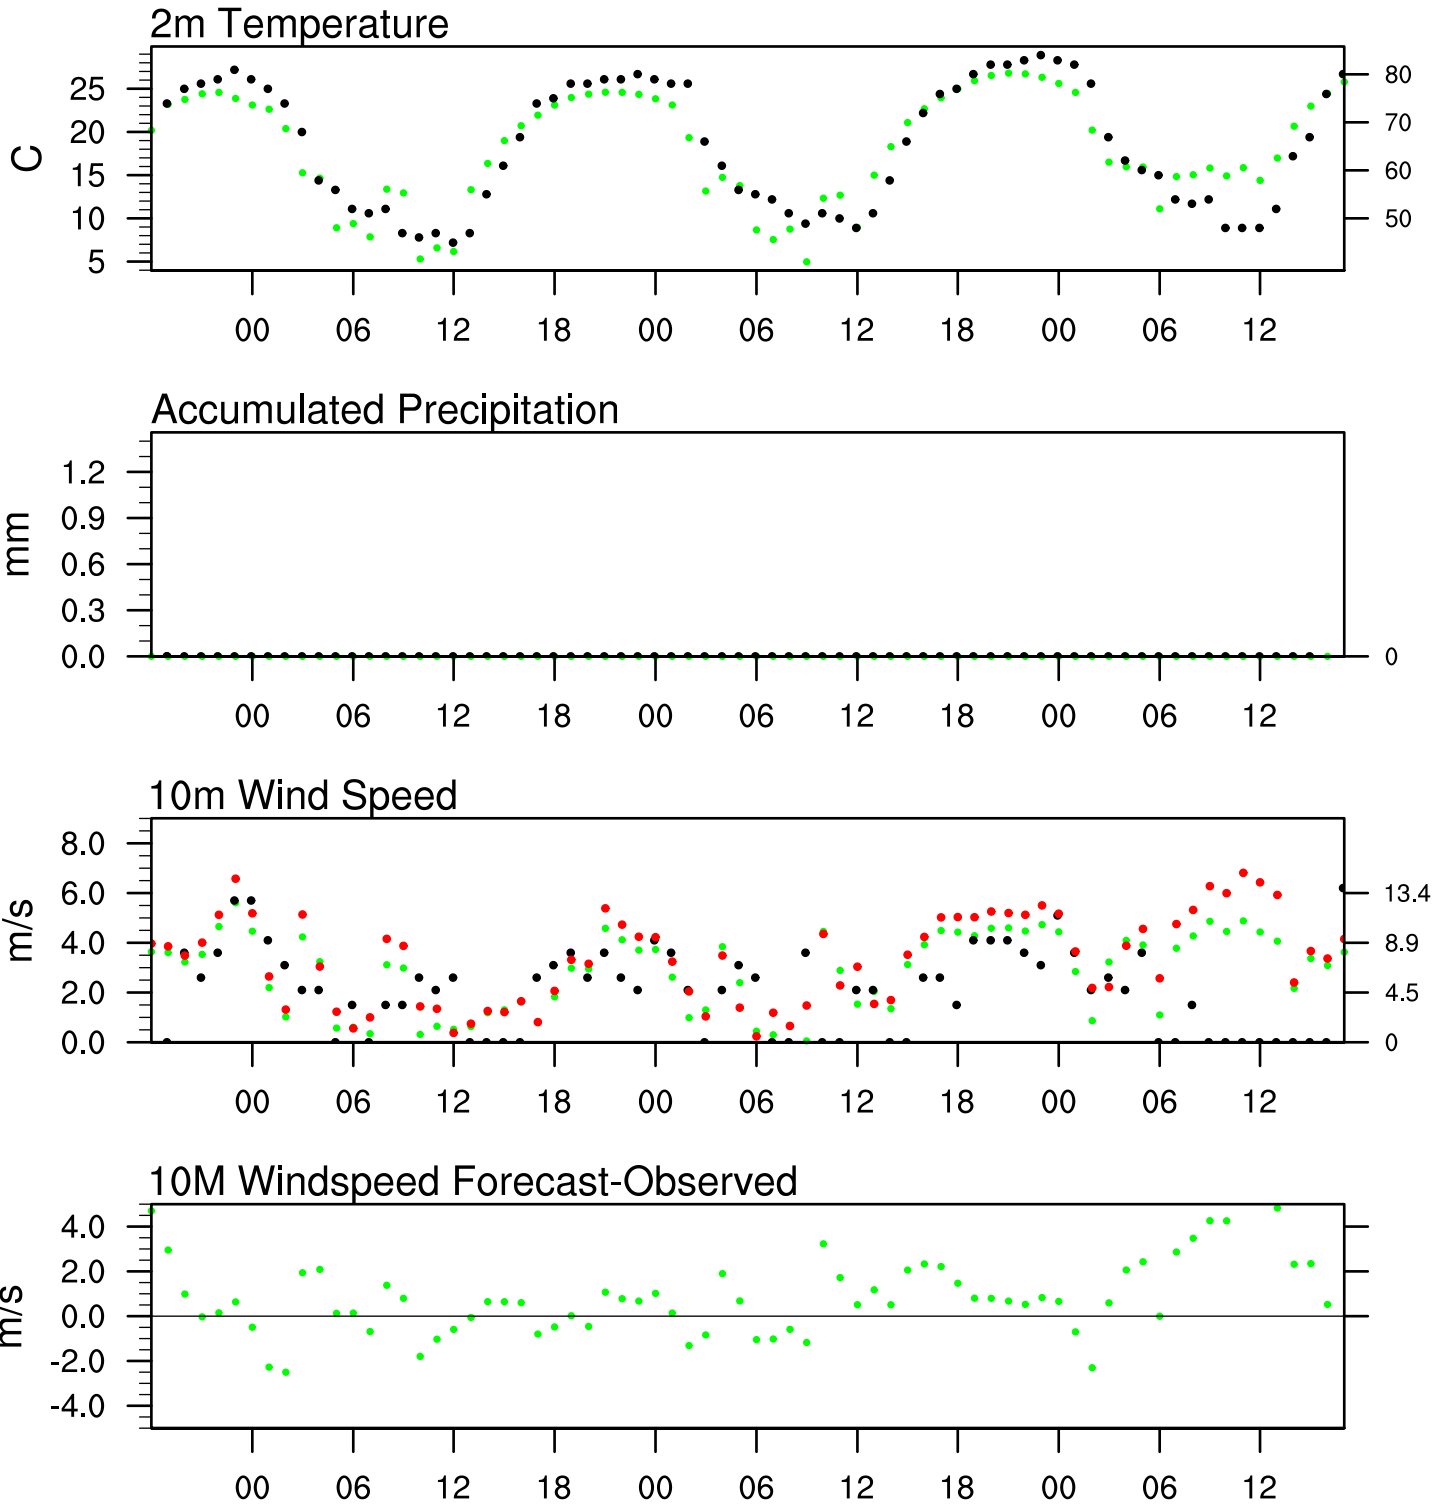 2m Temperature
25
20
15
10
5
C
80
70
60
50
00 06 12 18 00 06 12 18 00 06 12
Accumulated Precipitation
1.2
0.9
0.6
0.3
0.0
mm
0
00 06 12 18 00 06 12 18 00 06 12
10m Wind Speed
8.0
6.0
4.0
2.0
0.0
m/s
13.4
8.9
4.5
0
00 06 12 18 00 06 12 18 00 06 12
10M Windspeed Forecast-Observed
4.0
2.0
0.0
-2.0
-4.0
m/s
00 06 12 18 00 06 12 18 00 06 12